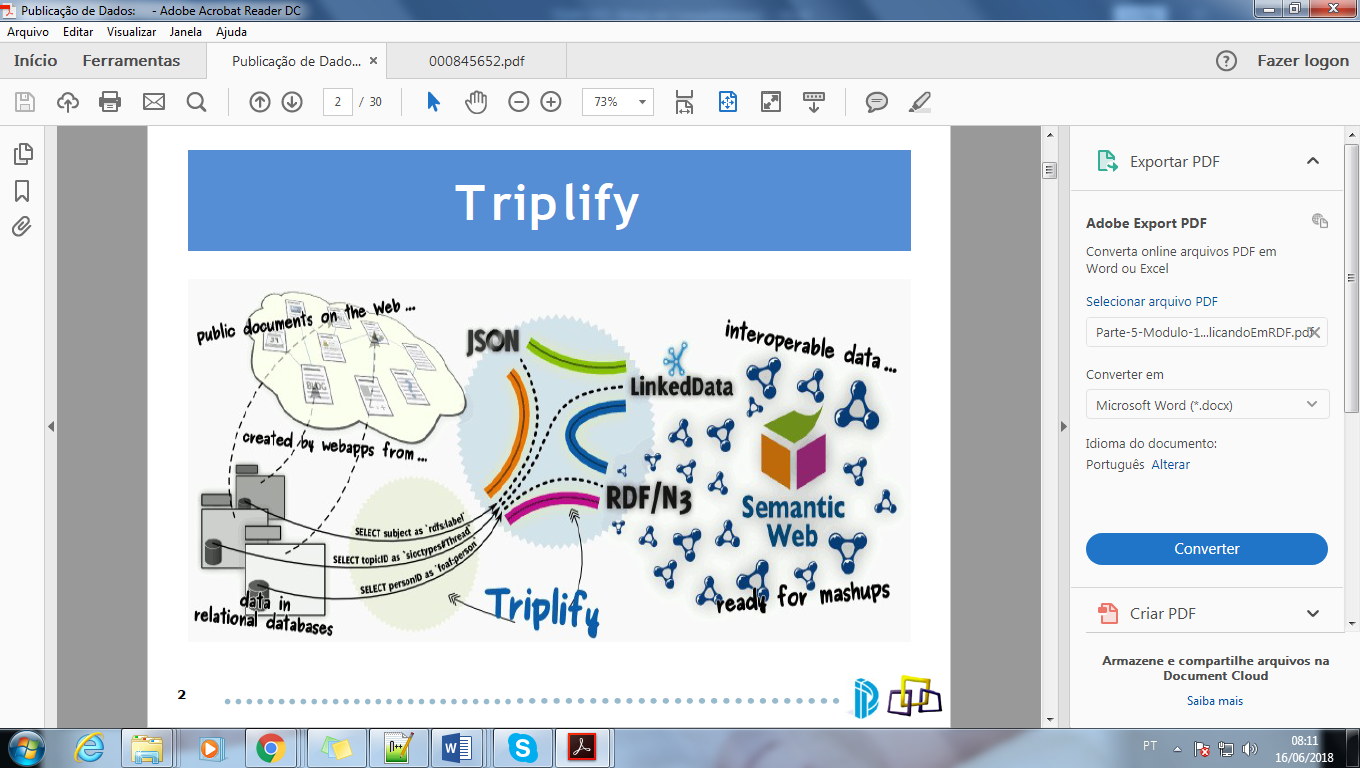 Publicação de Dados: - Adobe Acrobat Reader DC
Arquivo Editar Visualizar Janela Ajuda
Início Ferramentas Publicação de Dado... × 000845652.pdf Fazer logon
2 / 30 73%
Triplify
public documents on the Web ...
BLOG
created by webapps from ...
data in
relational databases
SELECT subject as `rdfs:label`
SELECT topicID as `sioctypes#Thread`
SELECT personID as `foaf:person`
Triplify
JSON
LinkedData
RDF/N3
interoperable data ...
Semantic
Web
ready for mashups
2
Exportar PDF
Adobe Export PDF
Converta online arquivos PDF em
Word ou Excel
Selecionar arquivo PDF
Parte-5-Modulo-1...licandoEmRDF.pdf
Converter em
Microsoft Word (*.docx)
Idioma do documento:
Português Alterar
Converter
Criar PDF
Armazene e compartilhe arquivos na
Document Cloud
Saiba mais
PT
08:11
16/06/2018